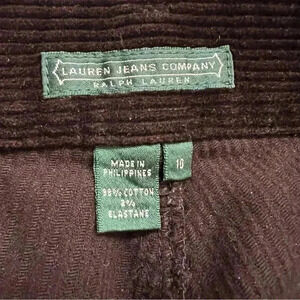 LAUREN JEANS COMPANY
RALPH LAUREN
MADE IN
PHILIPPINES
98% COTTON
2%
ELASTANE
10